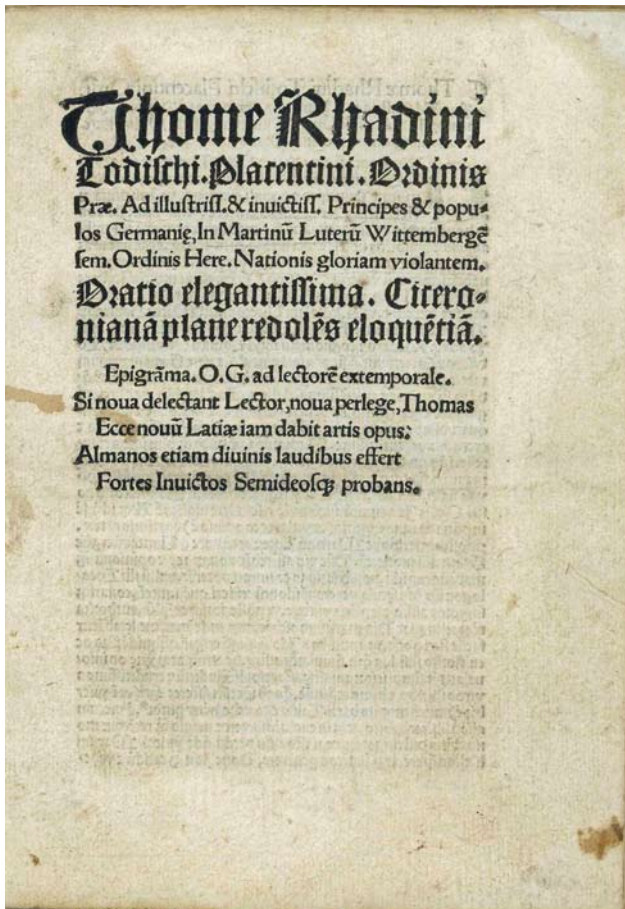 Thome Rhadini
Todischi. Placentini. Ordinis
Præ. Ad illustriss. & inuictiss. Principes & popu-
los Germanię, In Martinū Luterū Wittembergē
sem. Ordinis Here. Nationis gloriam violantem.
Oratio elegantissima. Cicero-
nianā plane redolēs eloquētiā.
Epigrāma. O. G. ad lectorē extemporale.
Si noua delectant Lector, noua perlege, Thomas
Ecce nouū Latiæ iam dabit artis opus:
Almanos etiam diuinis laudibus effert
Fortes Inuictos Semideosqꝫ probans.